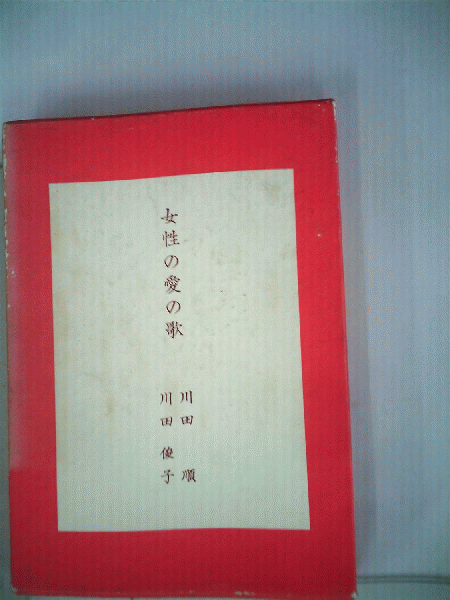 女性の愛の歌
川田 順
川田 俊子